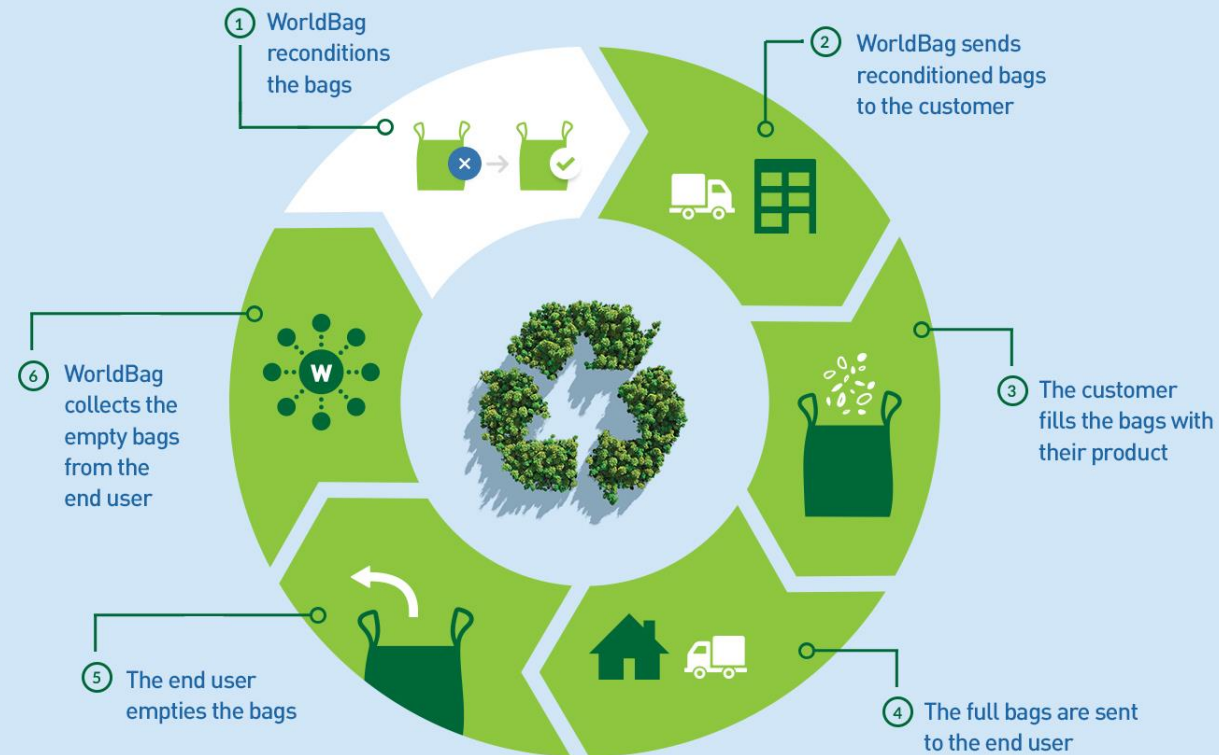 1 WorldBag
reconditions
the bags
2 WorldBag sends
reconditioned bags
to the customer
3 The customer
fills the bags with
their product
4 The full bags are sent
to the end user
5 The end user
empties the bags
6 WorldBag
collects the
empty bags
from the
end user
W